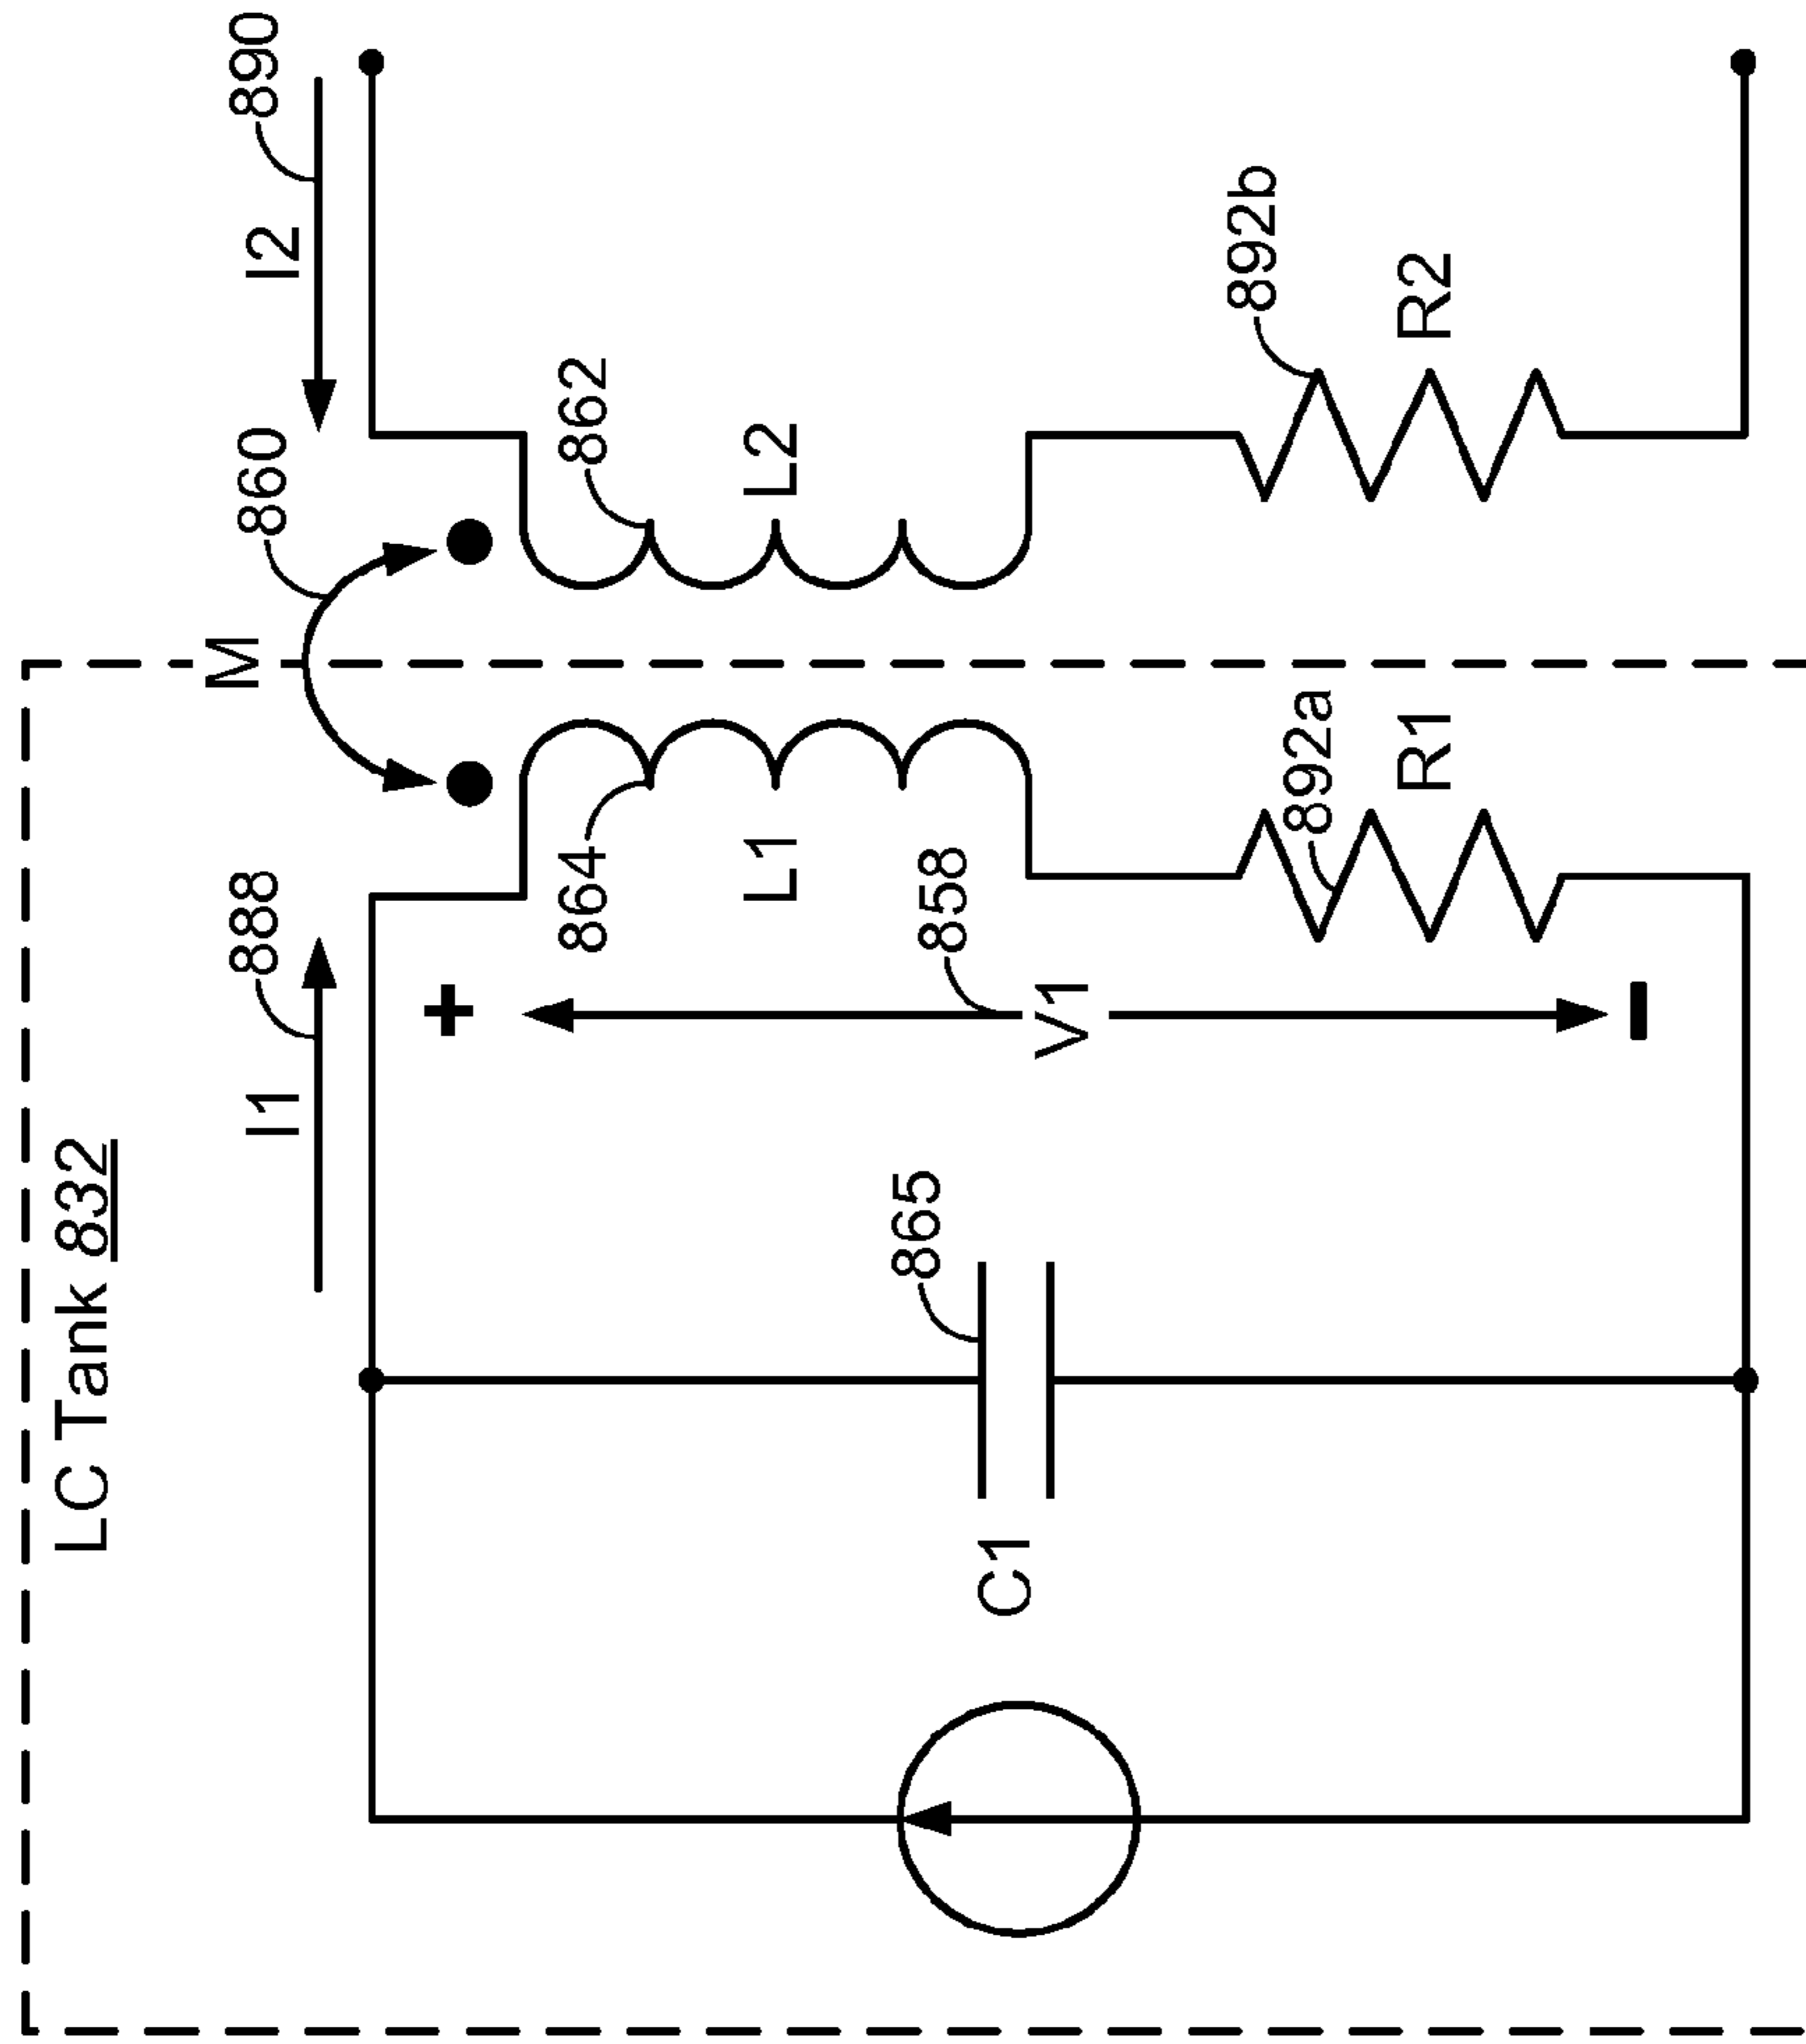 LC Tank 832
I1
888
M
860
I2
890
+
864
L1
862
L2
858
V1
865
C1
892a
R1
892b
R2
-